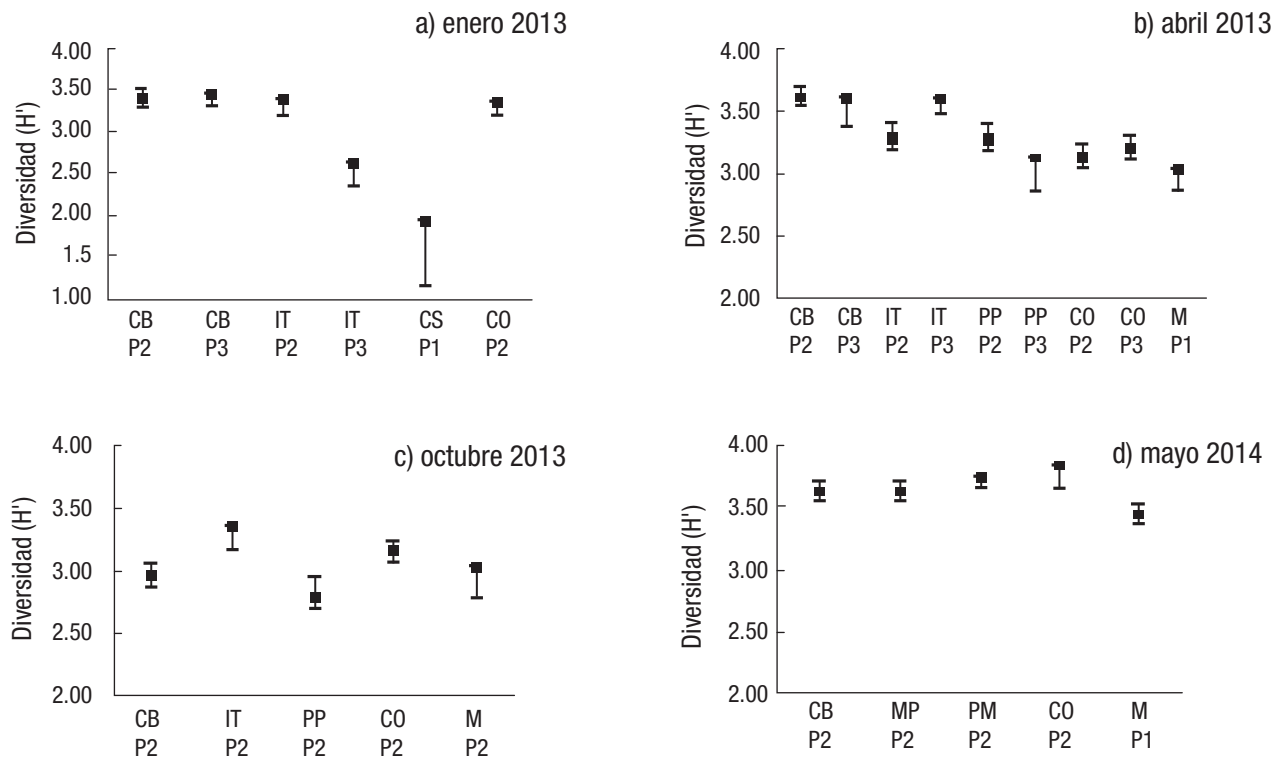 a) enero 2013
Diversidad (H')
4.00
3.50
3.00
2.50
2.00
1.5
1.00
CB CB IT IT CS CO
P2 P3 P2 P3 P1 P2
b) abril 2013
Diversidad (H')
4.00
3.50
3.00
2.50
2.00
CB CB IT IT PP PP CO CO M
P2 P3 P2 P3 P2 P3 P2 P3 P1
c) octubre 2013
Diversidad (H')
4.00
3.50
3.00
2.50
2.00
CB IT PP CO M
P2 P2 P2 P2 P2
d) mayo 2014
Diversidad (H')
4.00
3.50
3.00
2.50
2.00
CB MP PM CO M
P2 P2 P2 P2 P1